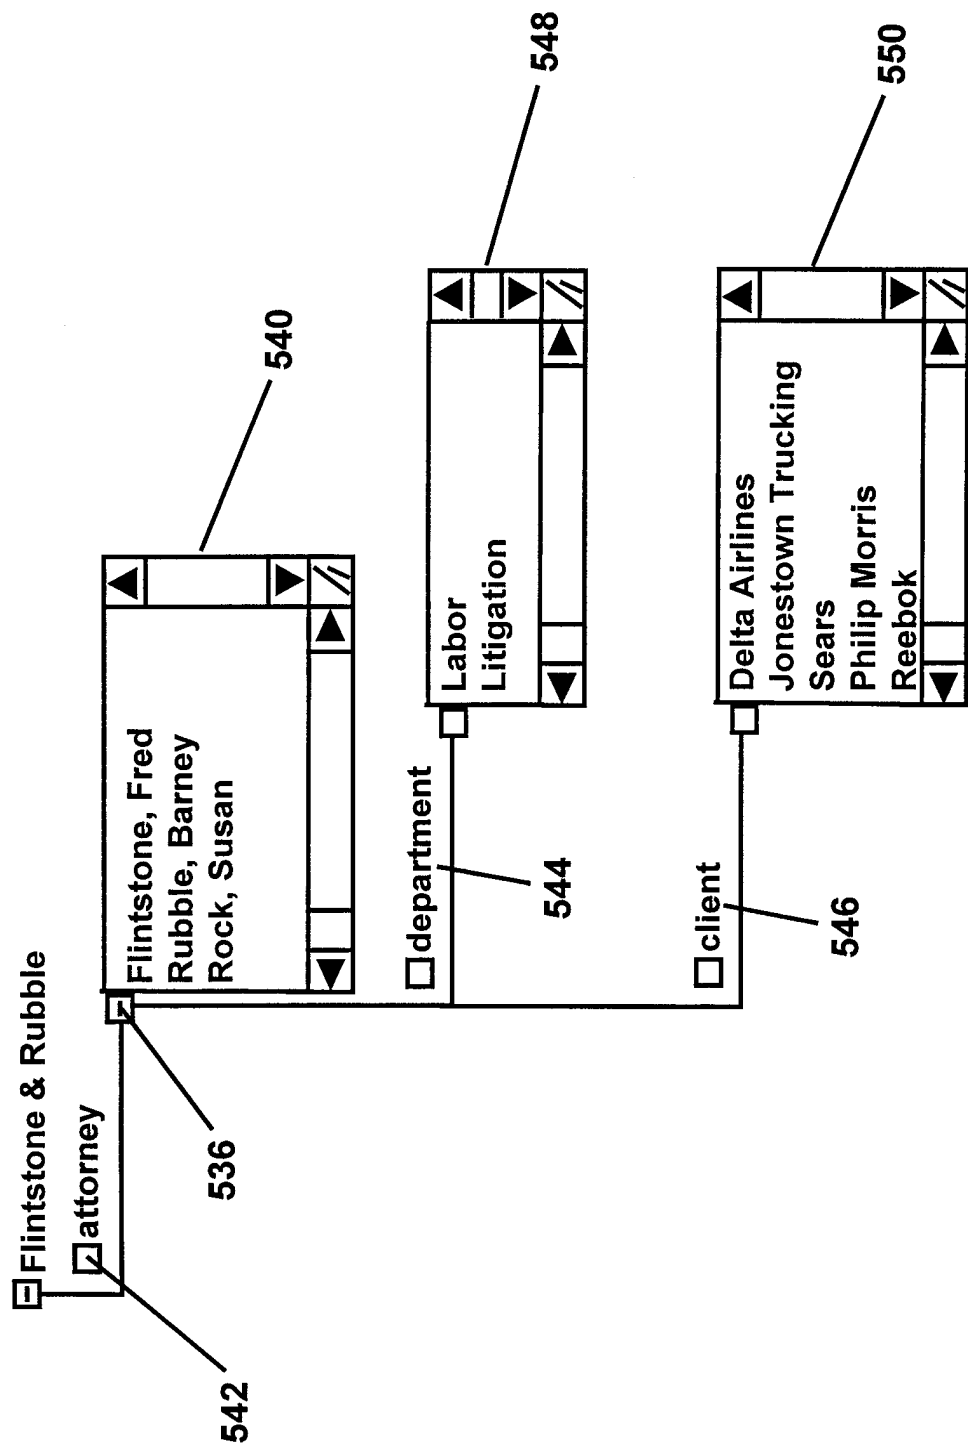 Flintstone & Rubble
attorney
542
536
Flintstone, Fred
Rubble, Barney
Rock, Susan
540
department
544
Labor
Litigation
548
client
546
Delta Airlines
Jonestown Trucking
Sears
Philip Morris
Reebok
550